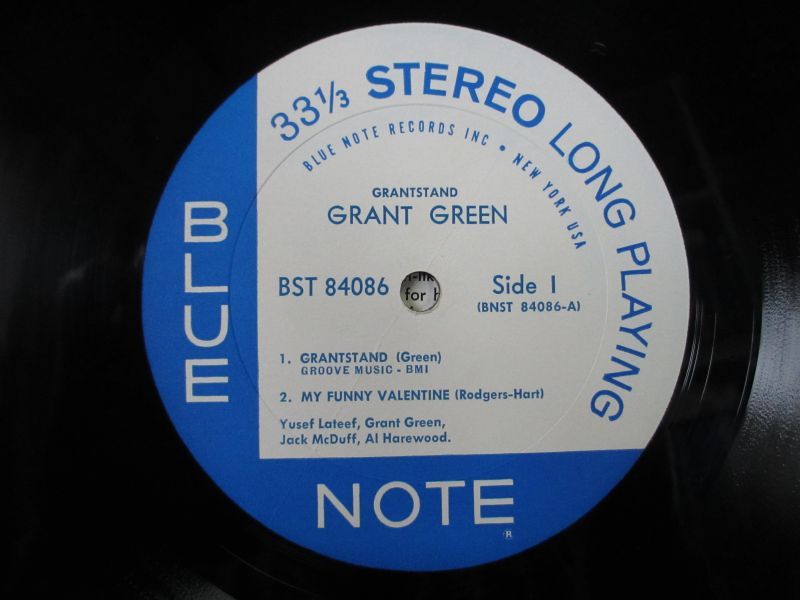 33⅓ STEREO LONG PLAYING
BLUE NOTE RECORDS INC • NEW YORK USA
GRANTSTAND
GRANT GREEN
BST 84086
for
Side 1
(BNST 84086-A)
1. GRANTSTAND (Green)
GROOVE MUSIC - BMI
2. MY FUNNY VALENTINE (Rodgers-Hart)
Yusef Lateef, Grant Green,
Jack McDuff, Al Harewood.
BLUE
NOTE
®